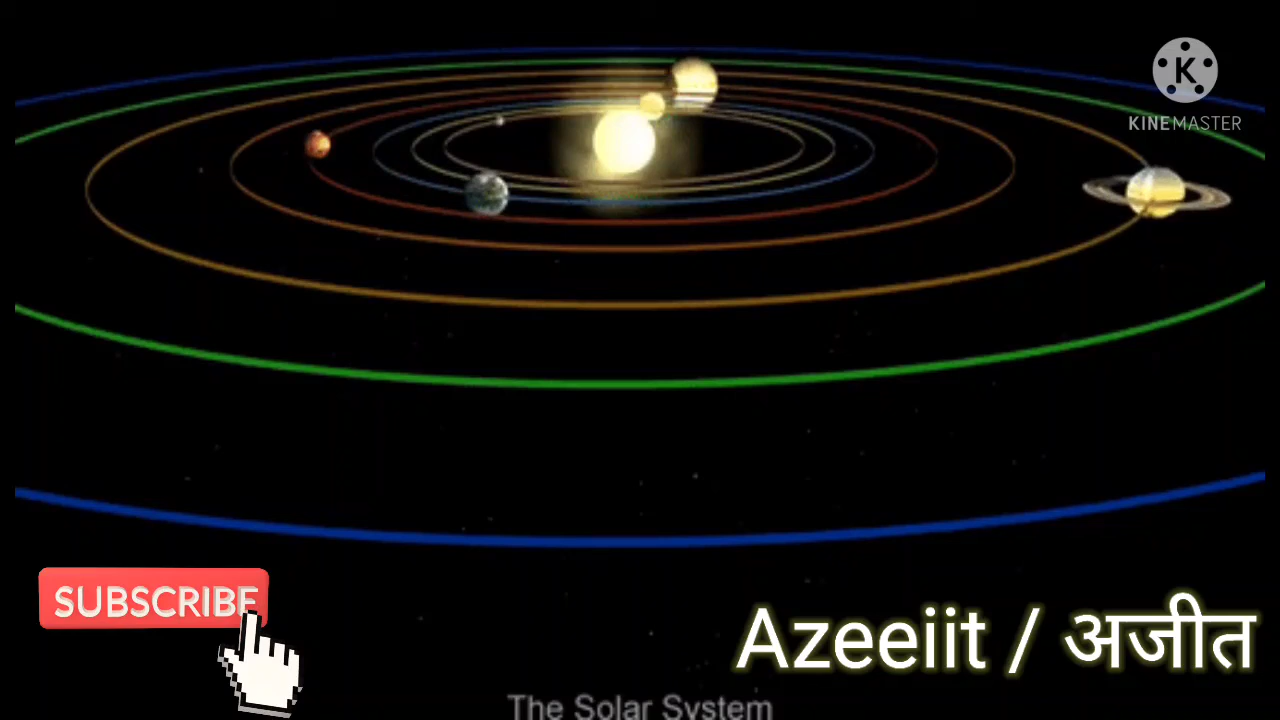 K
KINEMASTER
SUBSCRIBE
Azeeiit / अजीत
The Solar System